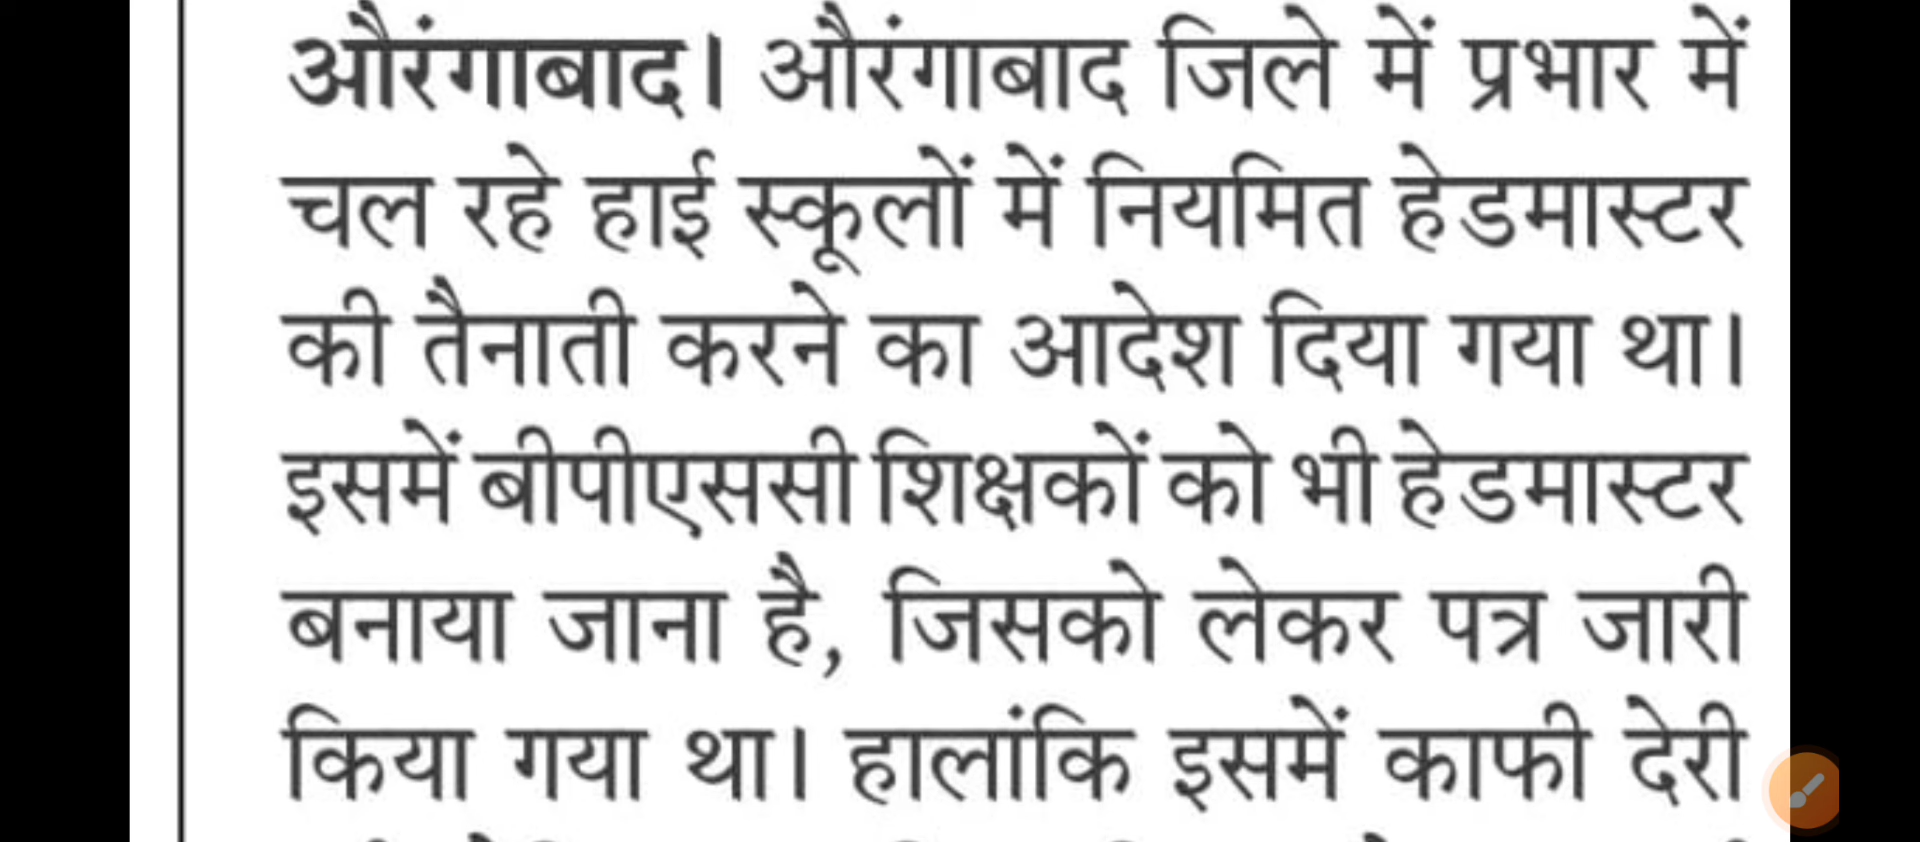 औरंगाबाद। औरंगाबाद जिले में प्रभार में
चल रहे हाई स्कूलों में नियमित हेडमास्टर
की तैनाती करने का आदेश दिया गया था।
इसमें बीपीएससी शिक्षकों को भी हेडमास्टर
बनाया जाना है, जिसको लेकर पत्र जारी
किया गया था। हालांकि इसमें काफी देरी